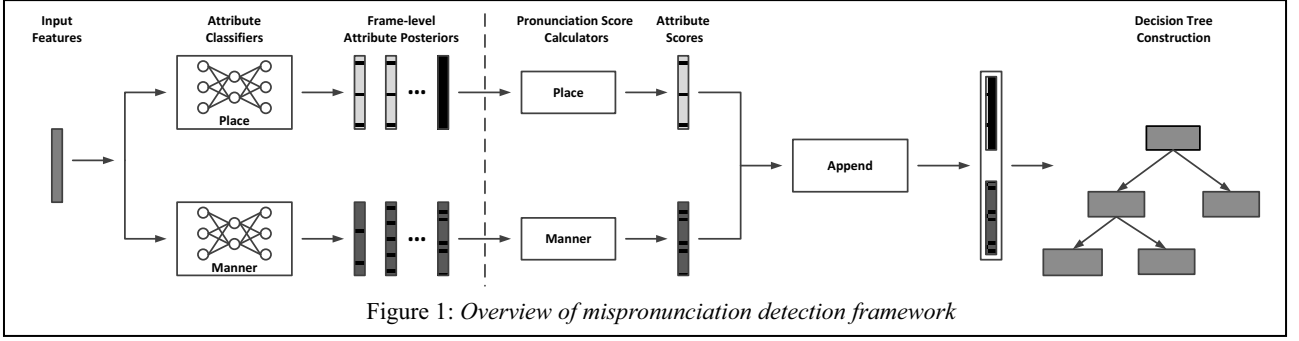 Input
Features
Attribute
Classifiers
Frame-level
Attribute Posteriors
Pronunciation Score
Calculators
Attribute
Scores
Decision Tree
Construction
Place
Place
Append
Manner
Manner
Figure 1: Overview of mispronunciation detection framework